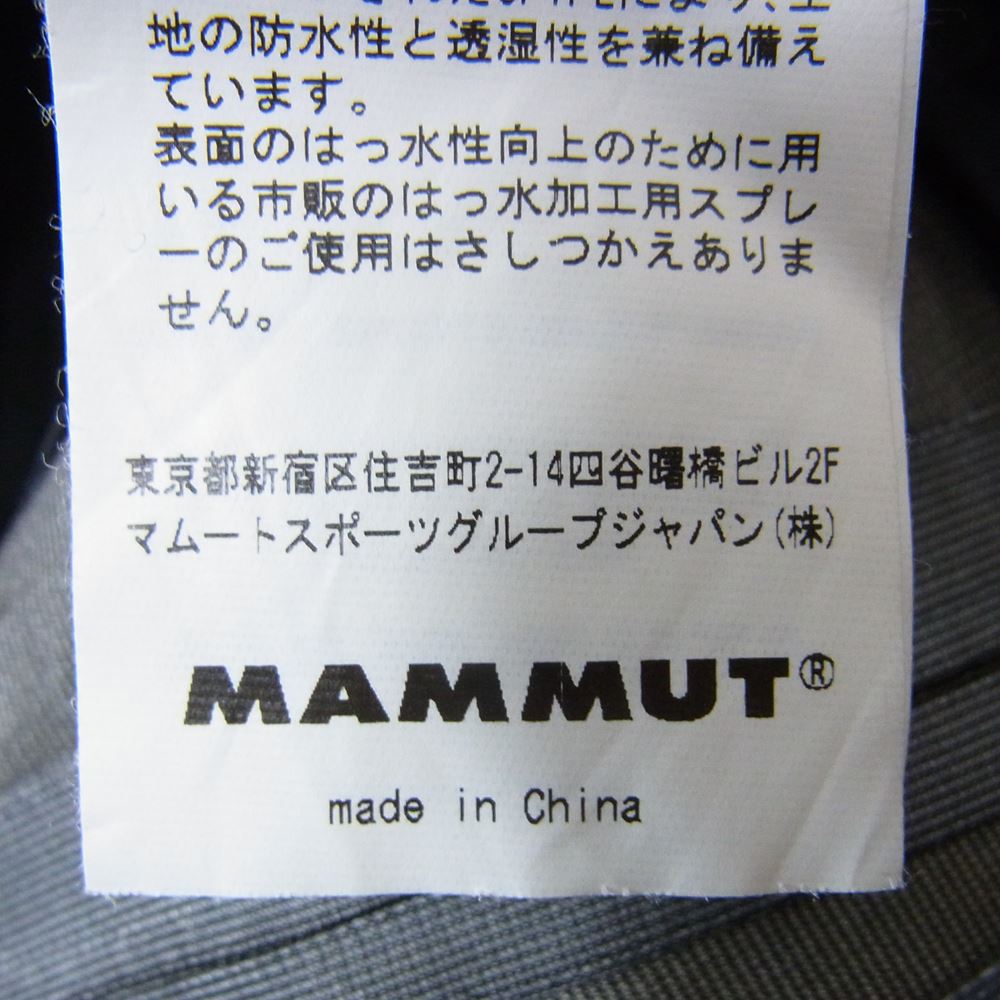 地の防水性と透湿性を兼ね備え
ています。
表面のはっ水性向上のために用
いる市販のはっ水加工用スプレ
ーのご使用はさしつかえありま
せん。
東京都新宿区住吉町2-14四谷曙橋ビル2F
マムートスポーツグループジャパン(株)
MAMMUT®
made in China